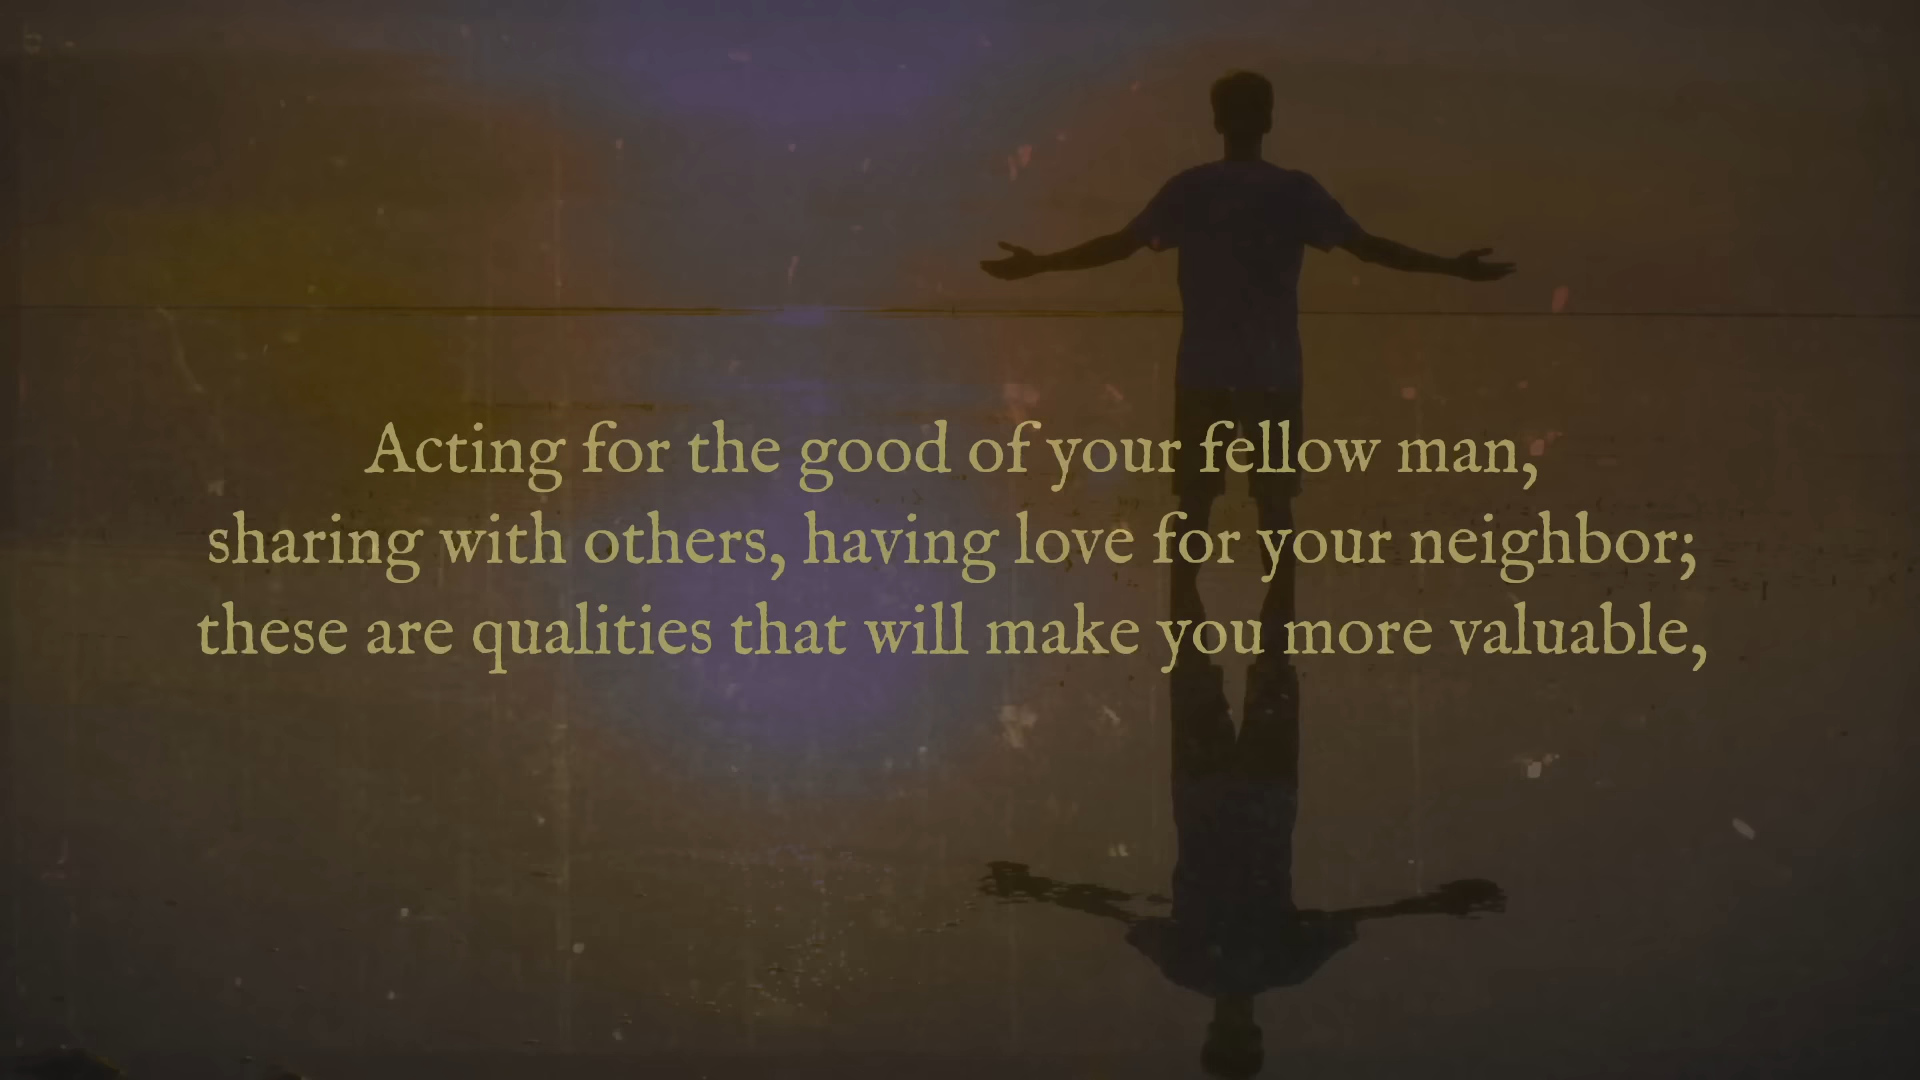 Acting for the good of your fellow man,
sharing with others, having love for your neighbor;
these are qualities that will make you more valuable,